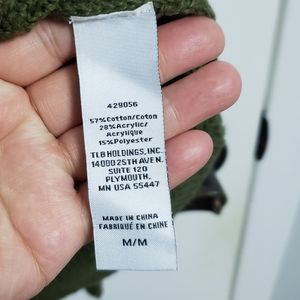 429056
57%Cotton/Coton
28%Acrylic/
Acrylique
15%Polyester
TLB HOLDINGS, INC.
14000 25TH AVE N.
SUITE 120
PLYMOUTH,
MN USA 55447
MADE IN CHINA
FABRIQUÉ EN CHINE
M/M